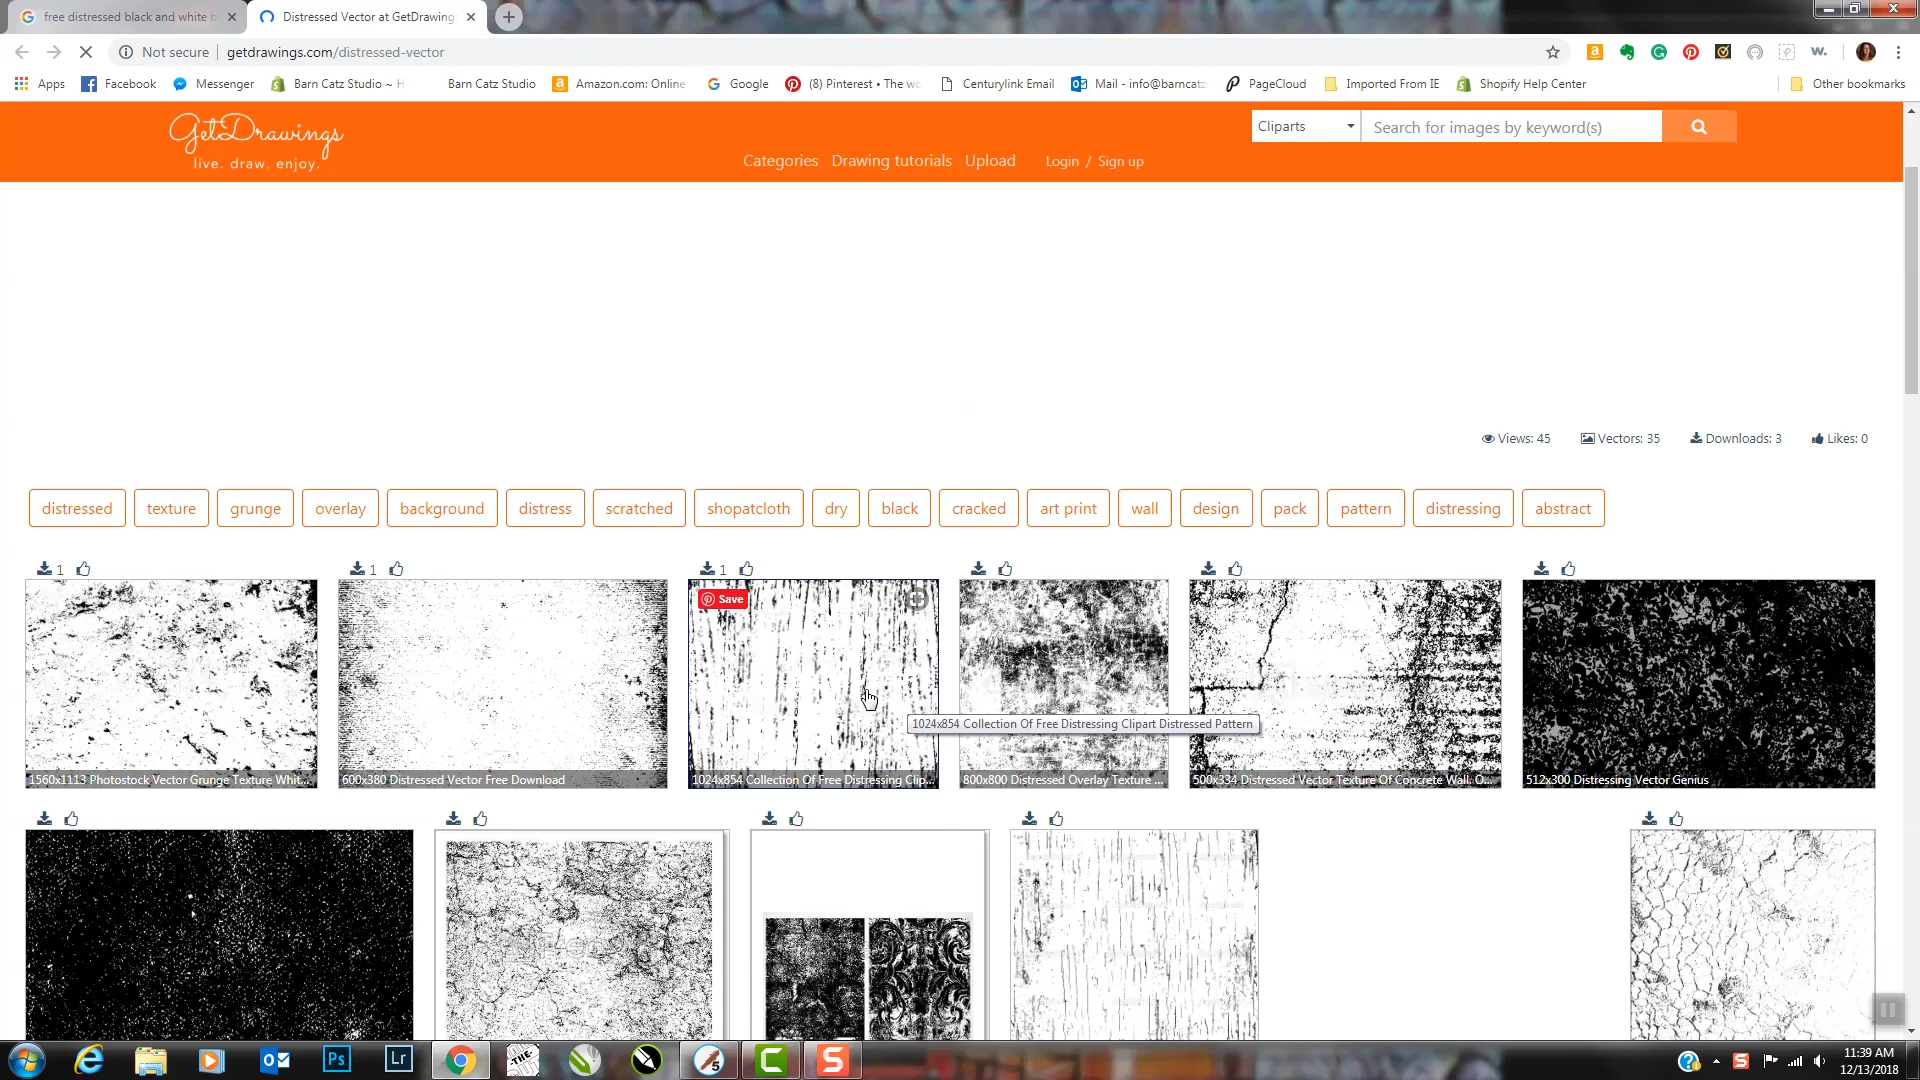 free distressed black and white b
Distressed Vector at GetDrawing
Not secure
getdrawings.com/distressed-vector
Apps
Facebook
Messenger
Barn Catz Studio ~ H
Barn Catz Studio
Amazon.com: Online
Google
(8) Pinterest • The wo
Centurylink Email
Mail - info@barncatz
PageCloud
Imported From IE
Shopify Help Center
Other bookmarks
GetDrawings
live. draw. enjoy.
Categories
Drawing tutorials
Upload
Login / Sign up
Cliparts
Search for images by keyword(s)
Views: 45
Vectors: 35
Downloads: 3
Likes: 0
distressed
texture
grunge
overlay
background
distress
scratched
shopatcloth
dry
black
cracked
art print
wall
design
pack
pattern
distressing
abstract
1
1
1
Save
1024x854 Collection Of Free Distressing Clipart Distressed Pattern
1560x1113 Photostock Vector Grunge Texture Whit...
600x380 Distressed Vector Free Download
1024x854 Collection Of Free Distressing Clip...
800x800 Distressed Overlay Texture ...
500x334 Distressed Vector Texture Of Concrete Wall. O...
512x300 Distressing Vector Genius
Ps
Lr
-THE-
5
C
S
S
11:39 AM
12/13/2018